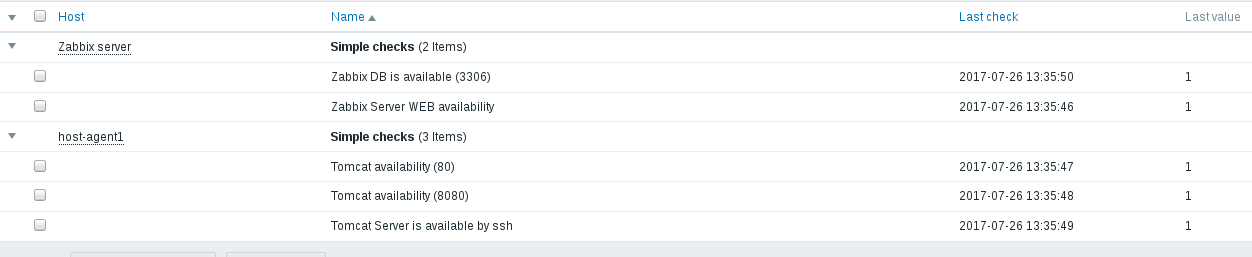 Host Name Last check Last value
Zabbix server Simple checks (2 Items)
Zabbix DB is available (3306) 2017-07-26 13:35:50 1
Zabbix Server WEB availability 2017-07-26 13:35:46 1
host-agent1 Simple checks (3 Items)
Tomcat availability (80) 2017-07-26 13:35:47 1
Tomcat availability (8080) 2017-07-26 13:35:48 1
Tomcat Server is available by ssh 2017-07-26 13:35:49 1